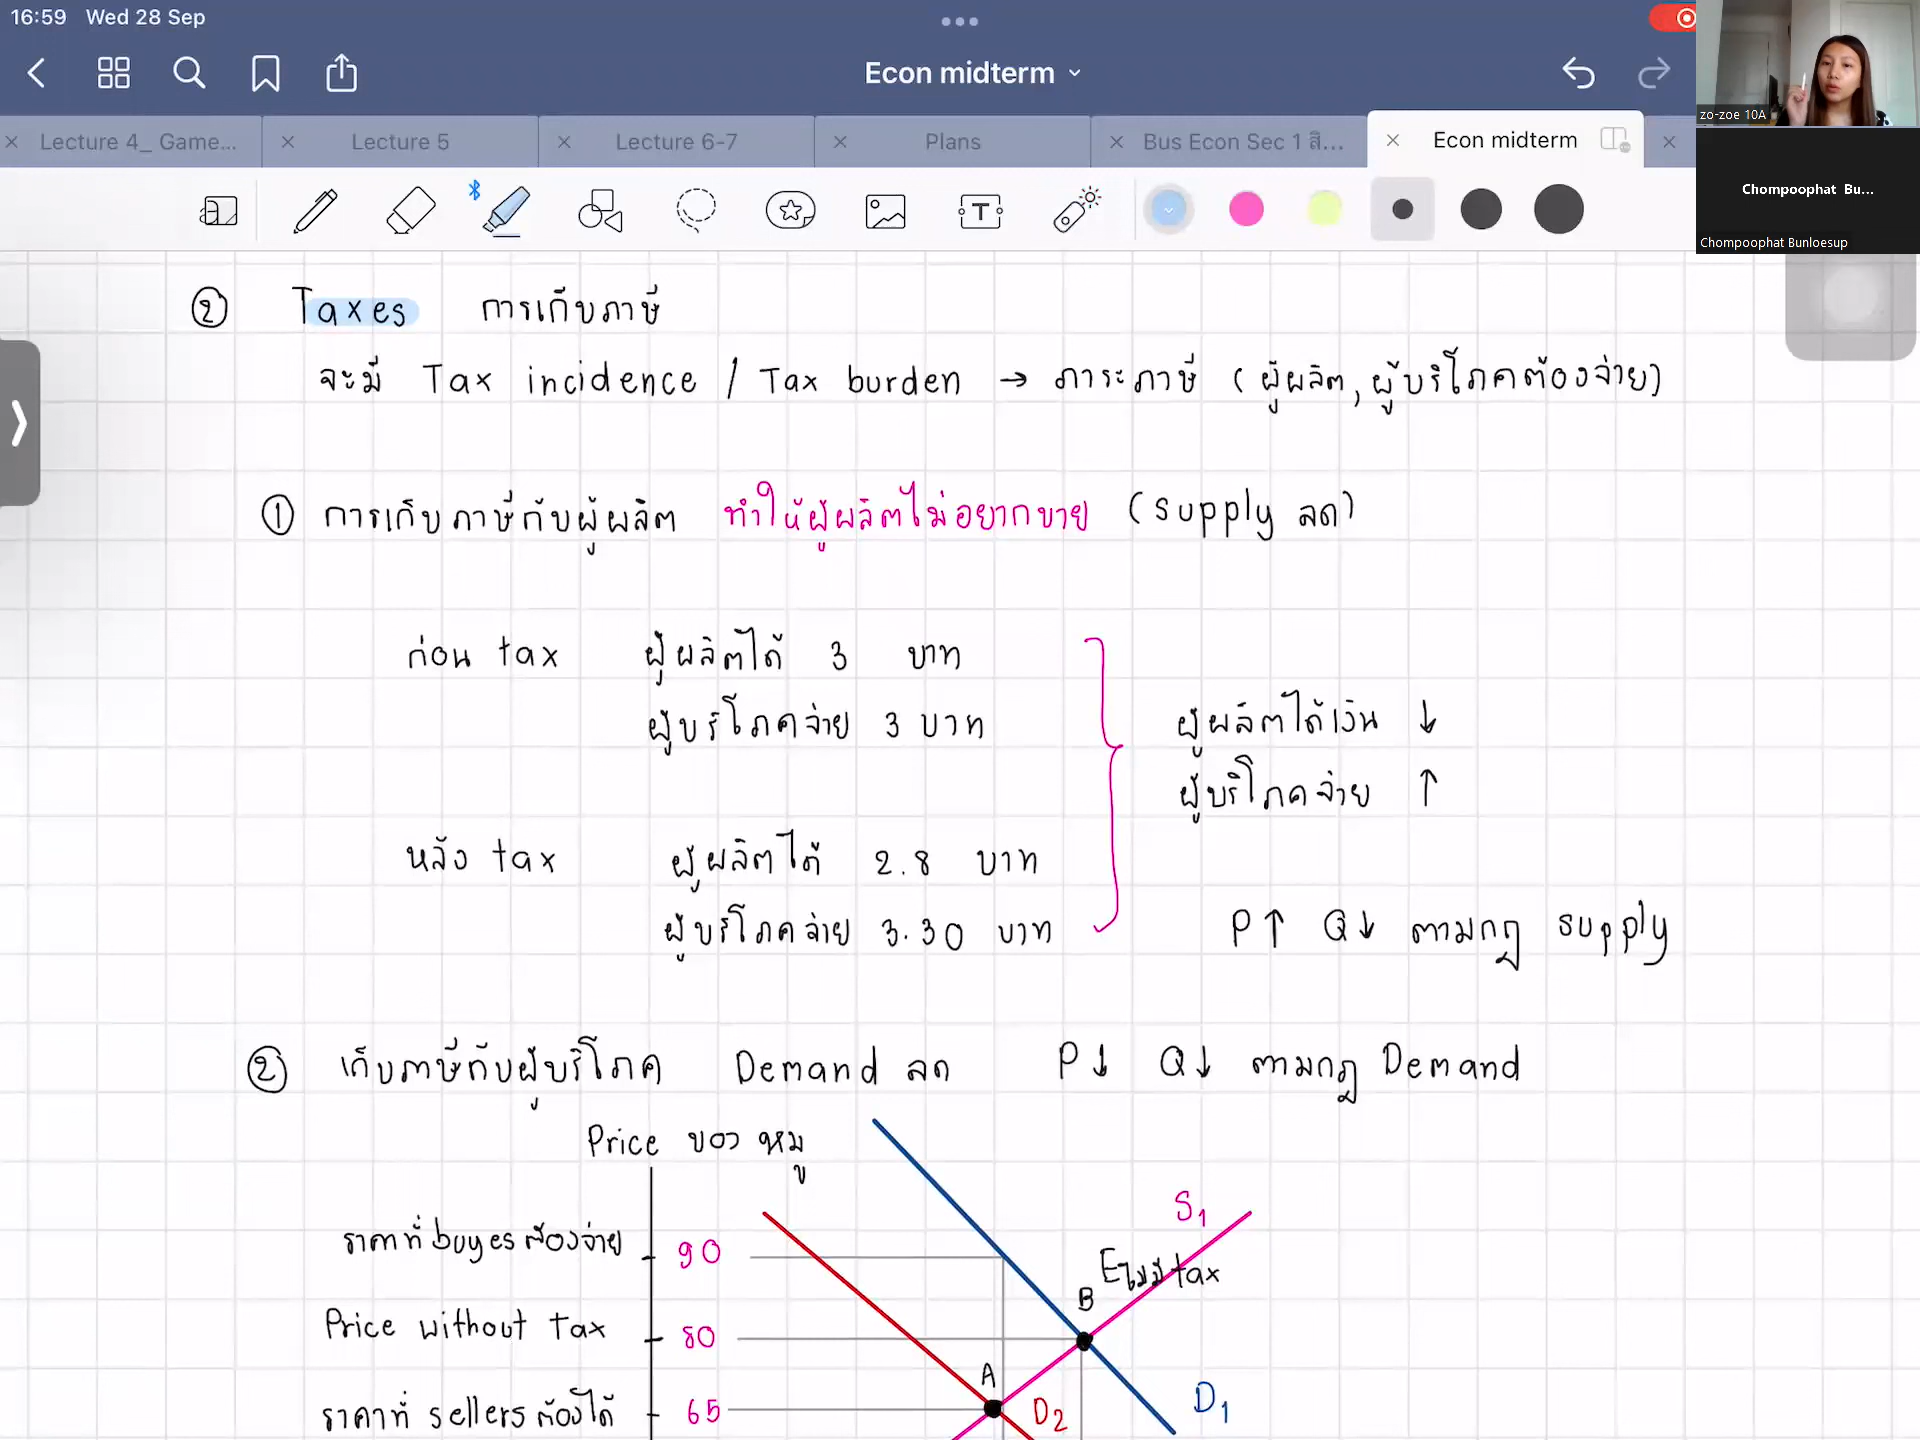 16:59 Wed 28 Sep
Econ midterm
Lecture 4_ Game...
Lecture 5
Lecture 6-7
Plans
Bus Econ Sec 1 สิ...
Econ midterm
zo-zoe 10A
Chompoophat Bu...
Chompoophat Bunloesup
② Taxes การเก็บภาษี
จะมี Tax incidence / Tax burden → ภาระภาษี (ผู้ผลิต, ผู้บริโภคต้องจ่าย)
① การเก็บภาษีกับผู้ผลิต ทำให้ผู้ผลิตไม่อยากขาย (supply ลด)
ก่อน tax ผู้ผลิตได้ 3 บาท
ผู้บริโภคจ่าย 3 บาท
ผู้ผลิตได้เงิน ↓
ผู้บริโภคจ่าย ↑
หลัง tax ผู้ผลิตได้ 2.8 บาท
ผู้บริโภคจ่าย 3.30 บาท
P↑ Q↓ ตามกฎ supply
② เก็บภาษีกับผู้บริโภค Demand ลด P↓ Q↓ ตามกฎ Demand
Price ของ หมู
S1
ราคาที่ buyes ต้องจ่าย 90
E ไม่มี tax
B
Price without tax 80
A
ราคาที่ sellers ต้องได้ 65
D2
D1